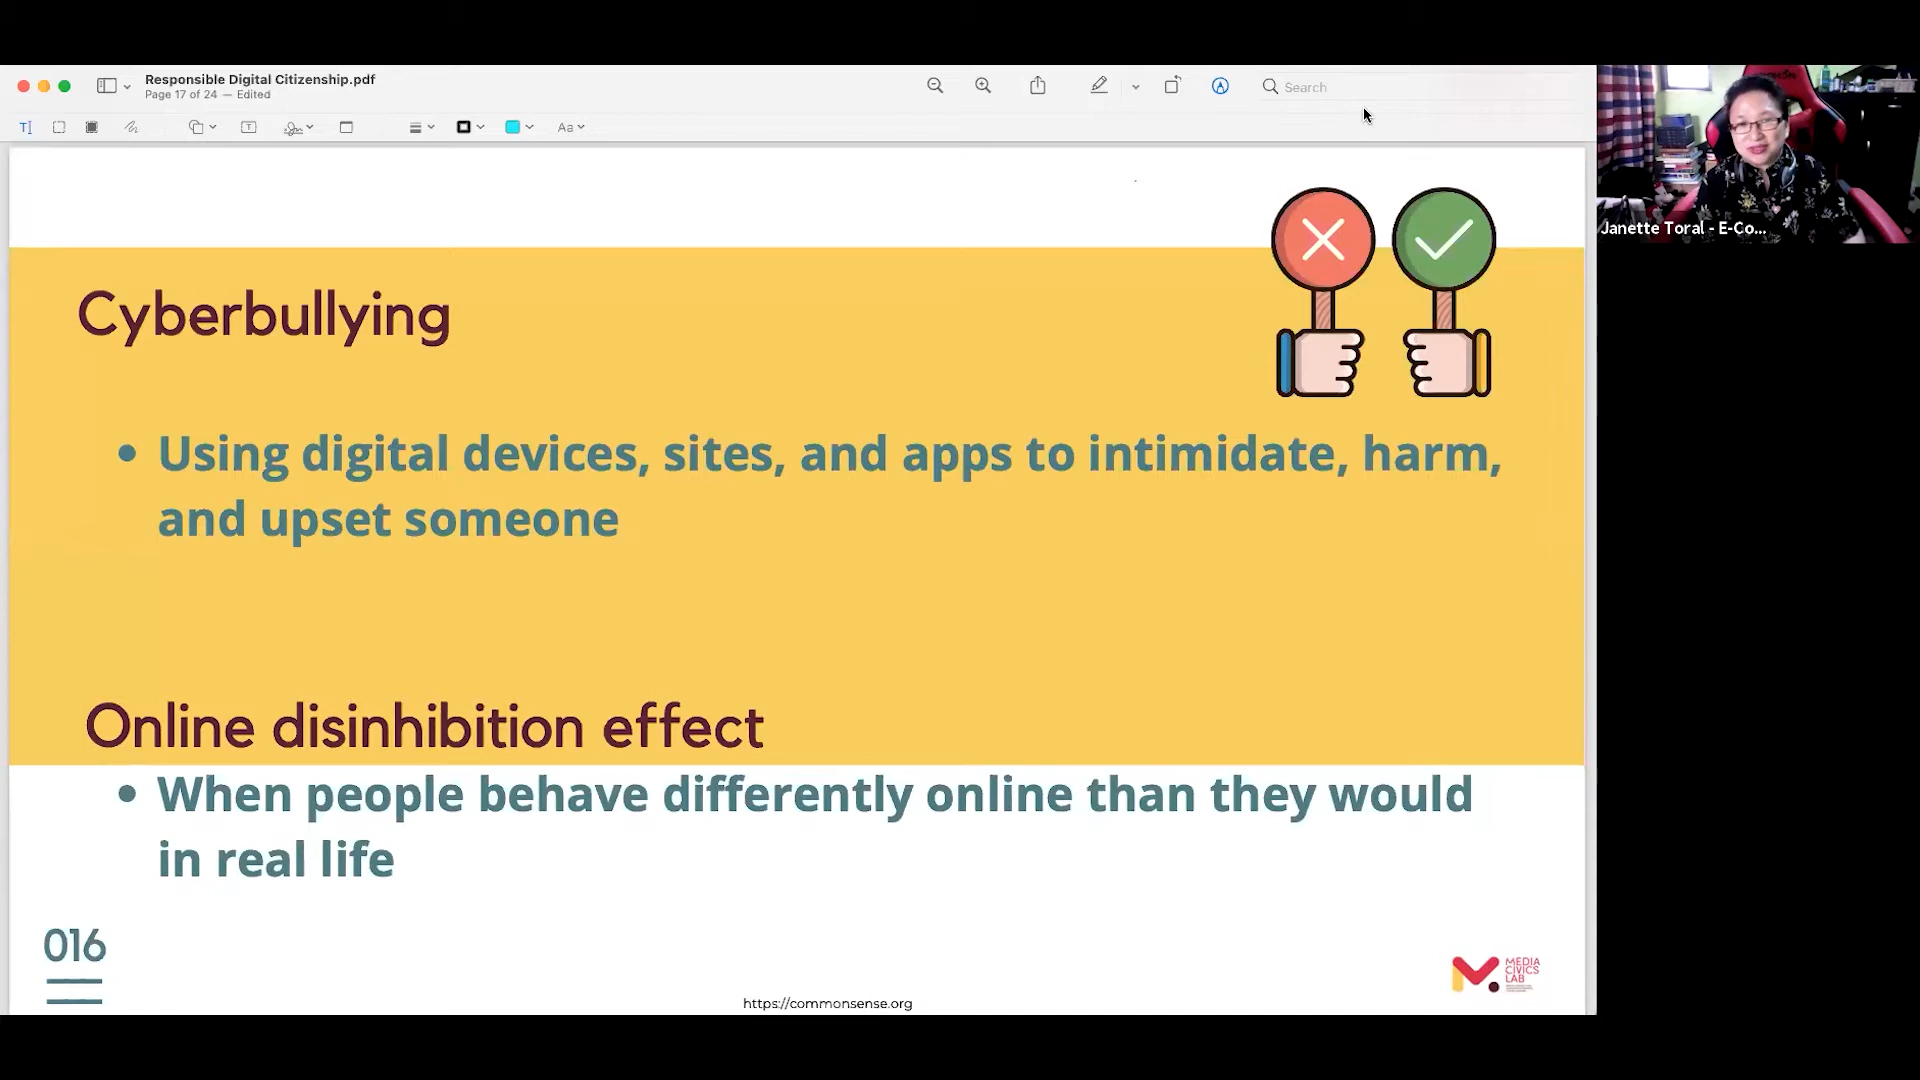 Responsible Digital Citizenship.pdf
Page 17 of 24 — Edited
Search
Aa
Janette Toral - E-Co...
Cyberbullying
• Using digital devices, sites, and apps to intimidate, harm,
and upset someone
Online disinhibition effect
• When people behave differently online than they would
in real life
016
MEDIA
CIVICS
LAB
https://commonsense.org